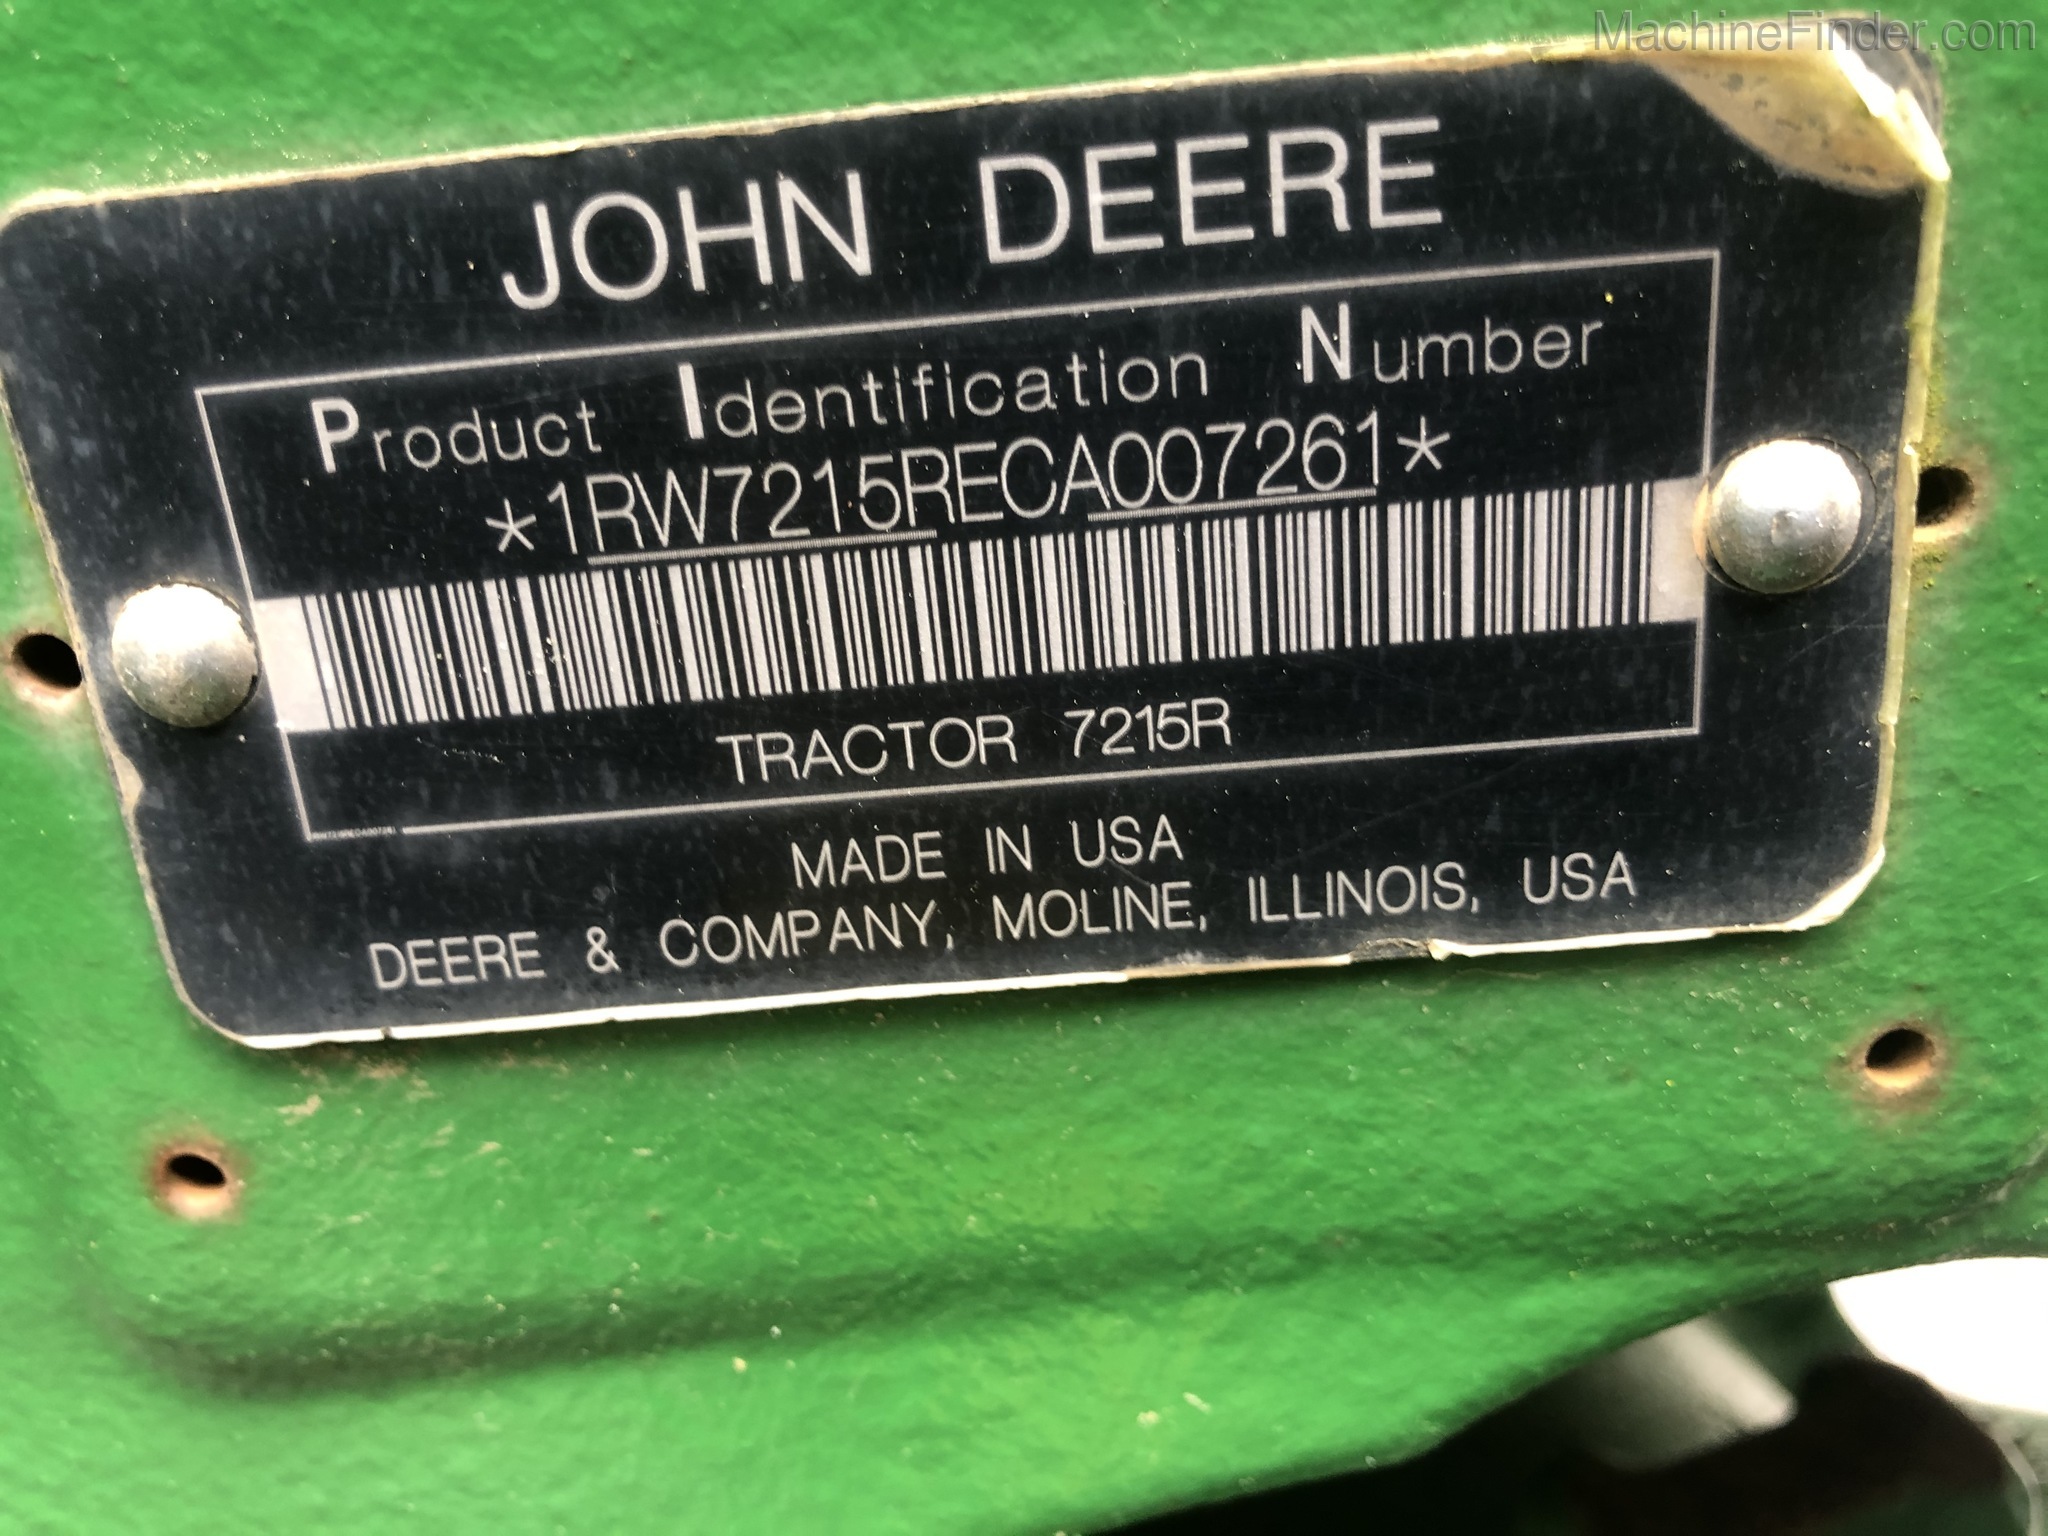 MachineFinder.com
JOHN DEERE
Product Identification Number
*1RW7215RECA007261*
TRACTOR 7215R
MADE IN USA
DEERE & COMPANY, MOLINE, ILLINOIS, USA